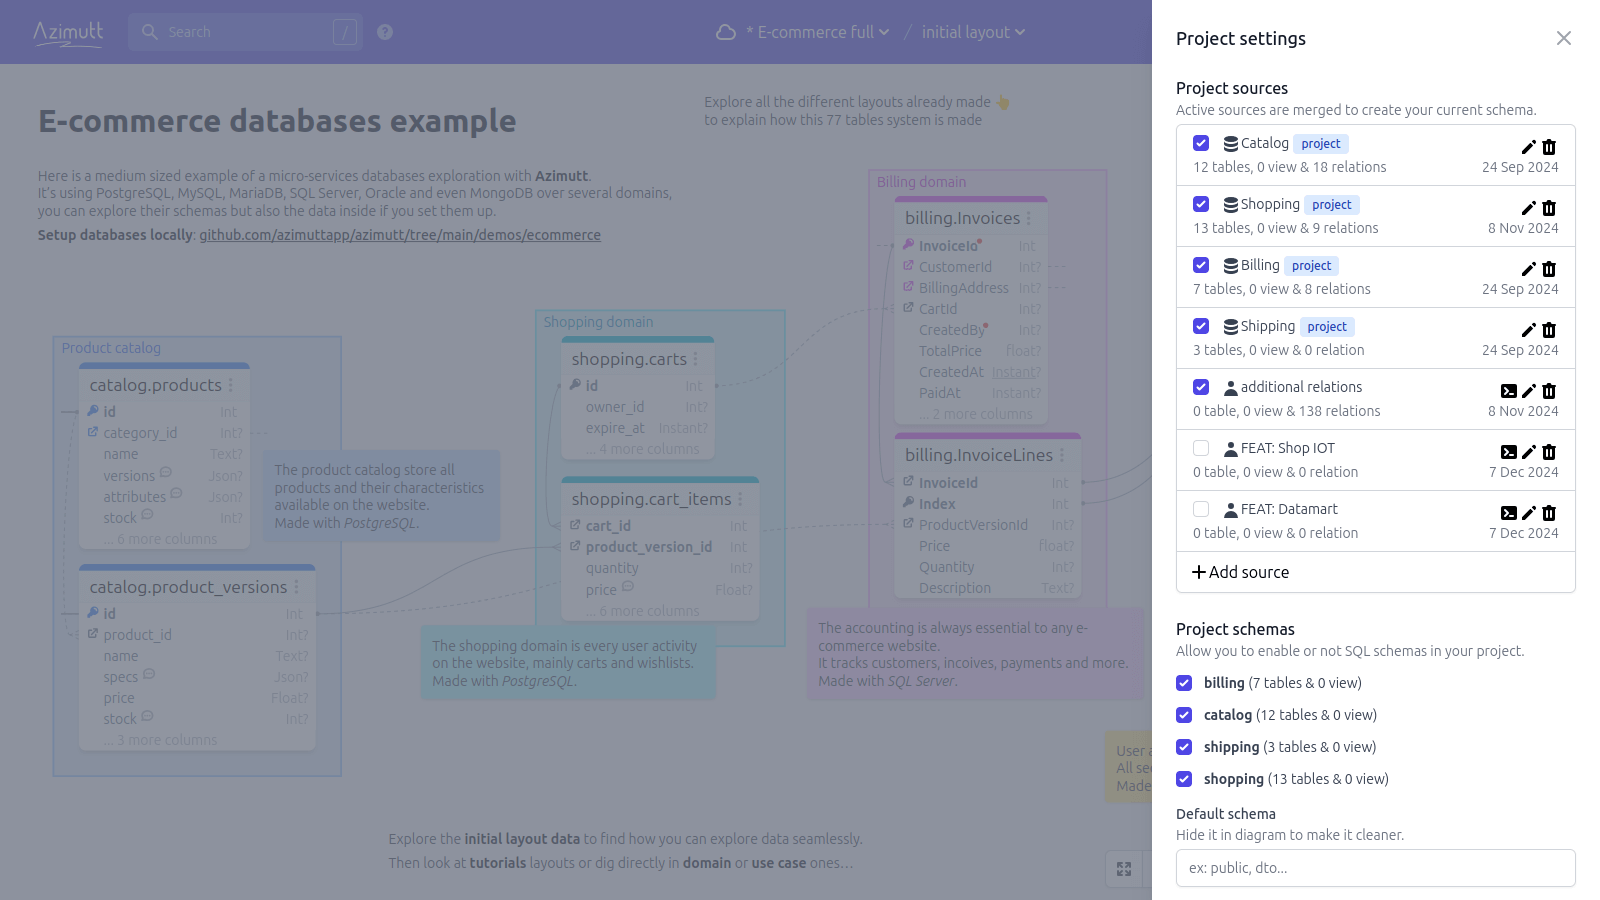 Azimutt
Search
/
* E-commerce full
/
initial layout
E-commerce databases example
Explore all the different layouts already made 👆
to explain how this 77 tables system is made
Here is a medium sized example of a micro-services databases exploration with Azimutt.
It's using PostgreSQL, MySQL, MariaDB, SQL Server, Oracle and even MongoDB over several domains,
you can explore their schemas but also the data inside if you set them up.
Setup databases locally: github.com/azimuttapp/azimutt/tree/main/demos/ecommerce
Product catalog
catalog.products
id Int
category_id Int?
name Text?
versions Json?
attributes Json?
stock Int?
... 6 more columns
The product catalog store all
products and their characteristics
available on the website.
Made with PostgreSQL.
catalog.product_versions
id Int
product_id Int?
name Text?
specs Json?
price Float?
stock Int?
... 3 more columns
Shopping domain
shopping.carts
id Int
owner_id Int?
expire_at Instant?
... 4 more columns
shopping.cart_items
cart_id Int
product_version_id Int
quantity Int?
price Float?
... 6 more columns
The shopping domain is every user activity
on the website, mainly carts and wishlists.
Made with PostgreSQL.
Billing domain
billing.Invoices
InvoiceId Int
CustomerId Int?
BillingAddress Int?
CartId Int?
CreatedBy Int?
TotalPrice float?
CreatedAt Instant?
PaidAt Instant?
... 2 more columns
billing.InvoiceLines
InvoiceId Int
Index Int
ProductVersionId Int?
Price float?
Quantity Int?
Description Text?
The accounting is always essential to any e-
commerce website.
It tracks customers, incoives, payments and more.
Made with SQL Server.
User
All se
Made
Explore the initial layout data to find how you can explore data seamlessly.
Then look at tutorials layouts or dig directly in domain or use case ones...
Project settings
Project sources
Active sources are merged to create your current schema.
Catalog project
12 tables, 0 view & 18 relations 24 Sep 2024
Shopping project
13 tables, 0 view & 9 relations 8 Nov 2024
Billing project
7 tables, 0 view & 8 relations 24 Sep 2024
Shipping project
3 tables, 0 view & 0 relation 24 Sep 2024
additional relations
0 table, 0 view & 138 relations 8 Nov 2024
FEAT: Shop IOT
0 table, 0 view & 0 relation 7 Dec 2024
FEAT: Datamart
0 table, 0 view & 0 relation 7 Dec 2024
Add source
Project schemas
Allow you to enable or not SQL schemas in your project.
billing (7 tables & 0 view)
catalog (12 tables & 0 view)
shipping (3 tables & 0 view)
shopping (13 tables & 0 view)
Default schema
Hide it in diagram to make it cleaner.
ex: public, dto...